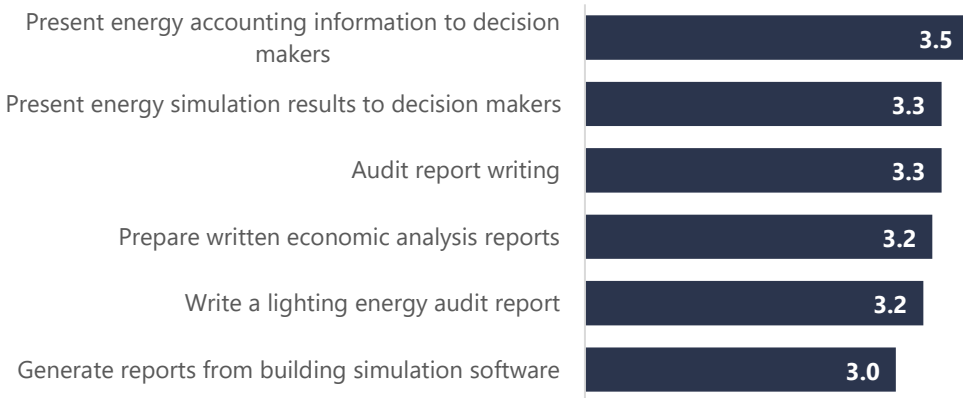 Present energy accounting information to decision
makers
3.5
Present energy simulation results to decision makers
3.3
Audit report writing
3.3
Prepare written economic analysis reports
3.2
Write a lighting energy audit report
3.2
Generate reports from building simulation software
3.0